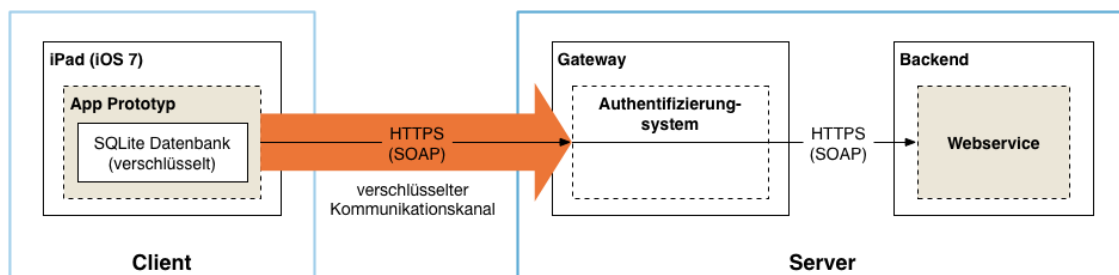 iPad (iOS 7)
App Prototyp
SQLite Datenbank
(verschlüsselt)
HTTPS
(SOAP)
verschlüsselter
Kommunikationskanal
Client
Gateway
Authentifizierung-
system
HTTPS
(SOAP)
Backend
Webservice
Server